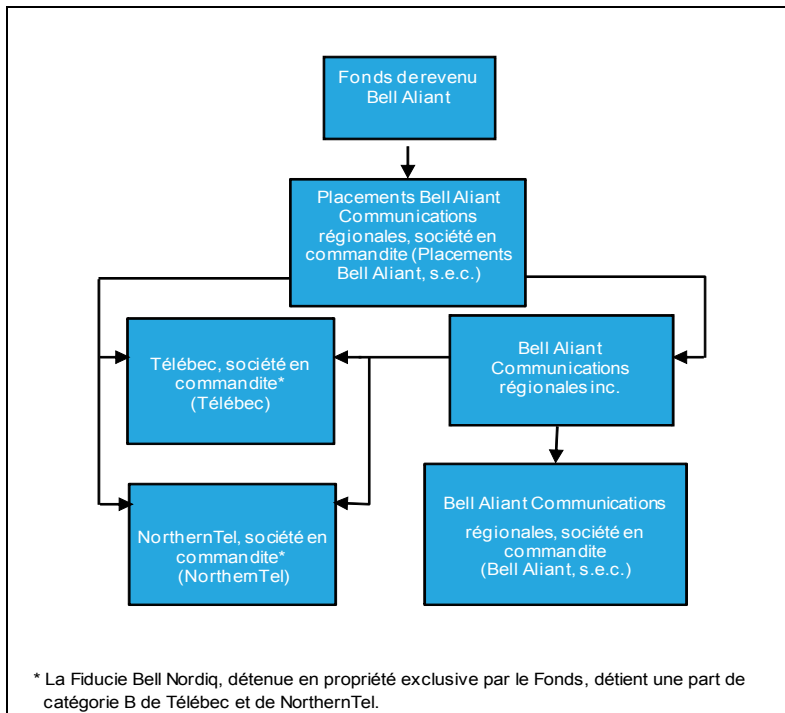 Fonds de revenu
Bell Aliant
Placements Bell Aliant
Communications
régionales, société en
commandite (Placements
Bell Aliant, s.e.c.)
Télébec, société en
commandite*
(Télébec)
Bell Aliant
Communications
régionales inc.
NorthernTel, société en
commandite*
(NorthernTel)
Bell Aliant Communications
régionales, société en
commandite
(Bell Aliant, s.e.c.)
* La Fiducie Bell Nordiq, détenue en propriété exclusive par le Fonds, détient une part de
catégorie B de Télébec et de NorthernTel.